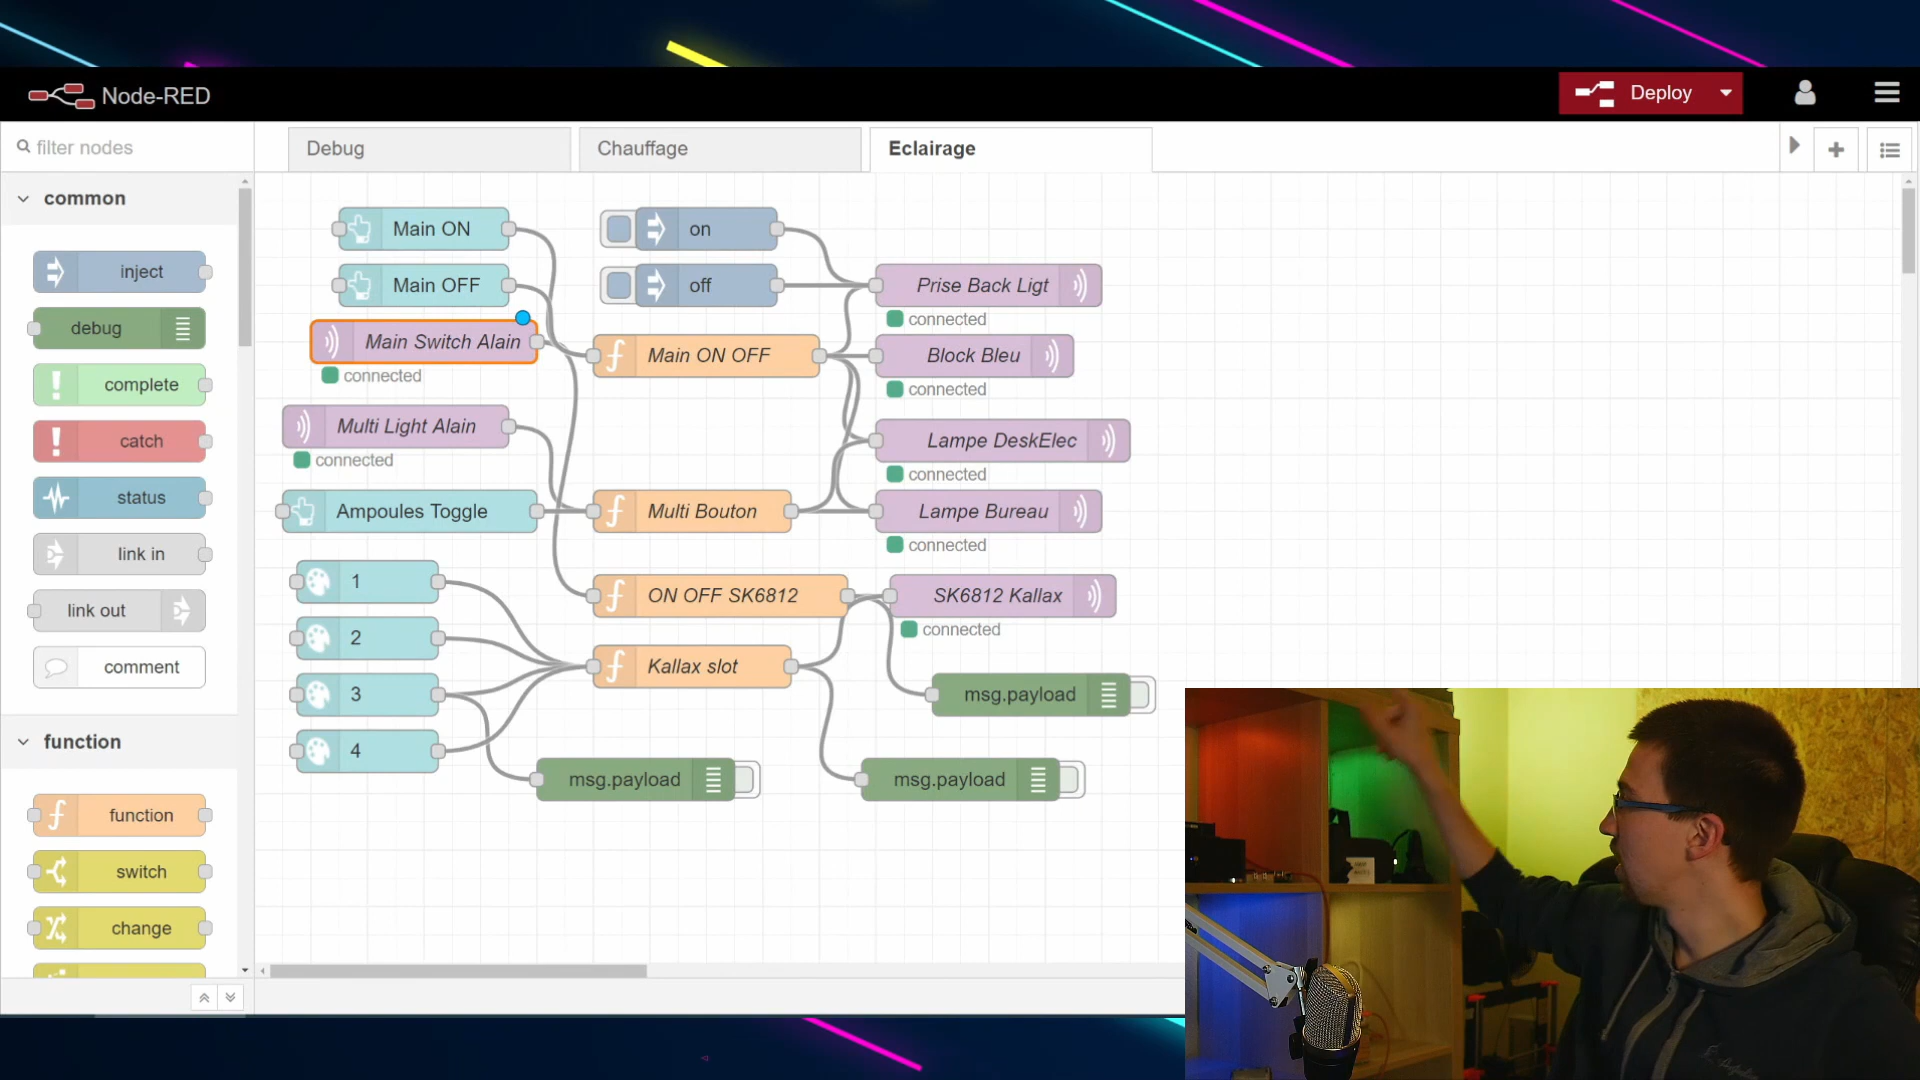 Node-RED
Deploy
filter nodes
Debug
Chauffage
Eclairage
common
inject
debug
complete
catch
status
link in
link out
comment
function
function
switch
change
Main ON
on
Main OFF
off
Prise Back Ligt
connected
Main Switch Alain
connected
Main ON OFF
Block Bleu
connected
Multi Light Alain
connected
Lampe DeskElec
connected
Ampoules Toggle
Multi Bouton
Lampe Bureau
connected
1
ON OFF SK6812
SK6812 Kallax
connected
2
Kallax slot
3
msg.payload
4
msg.payload
msg.payload